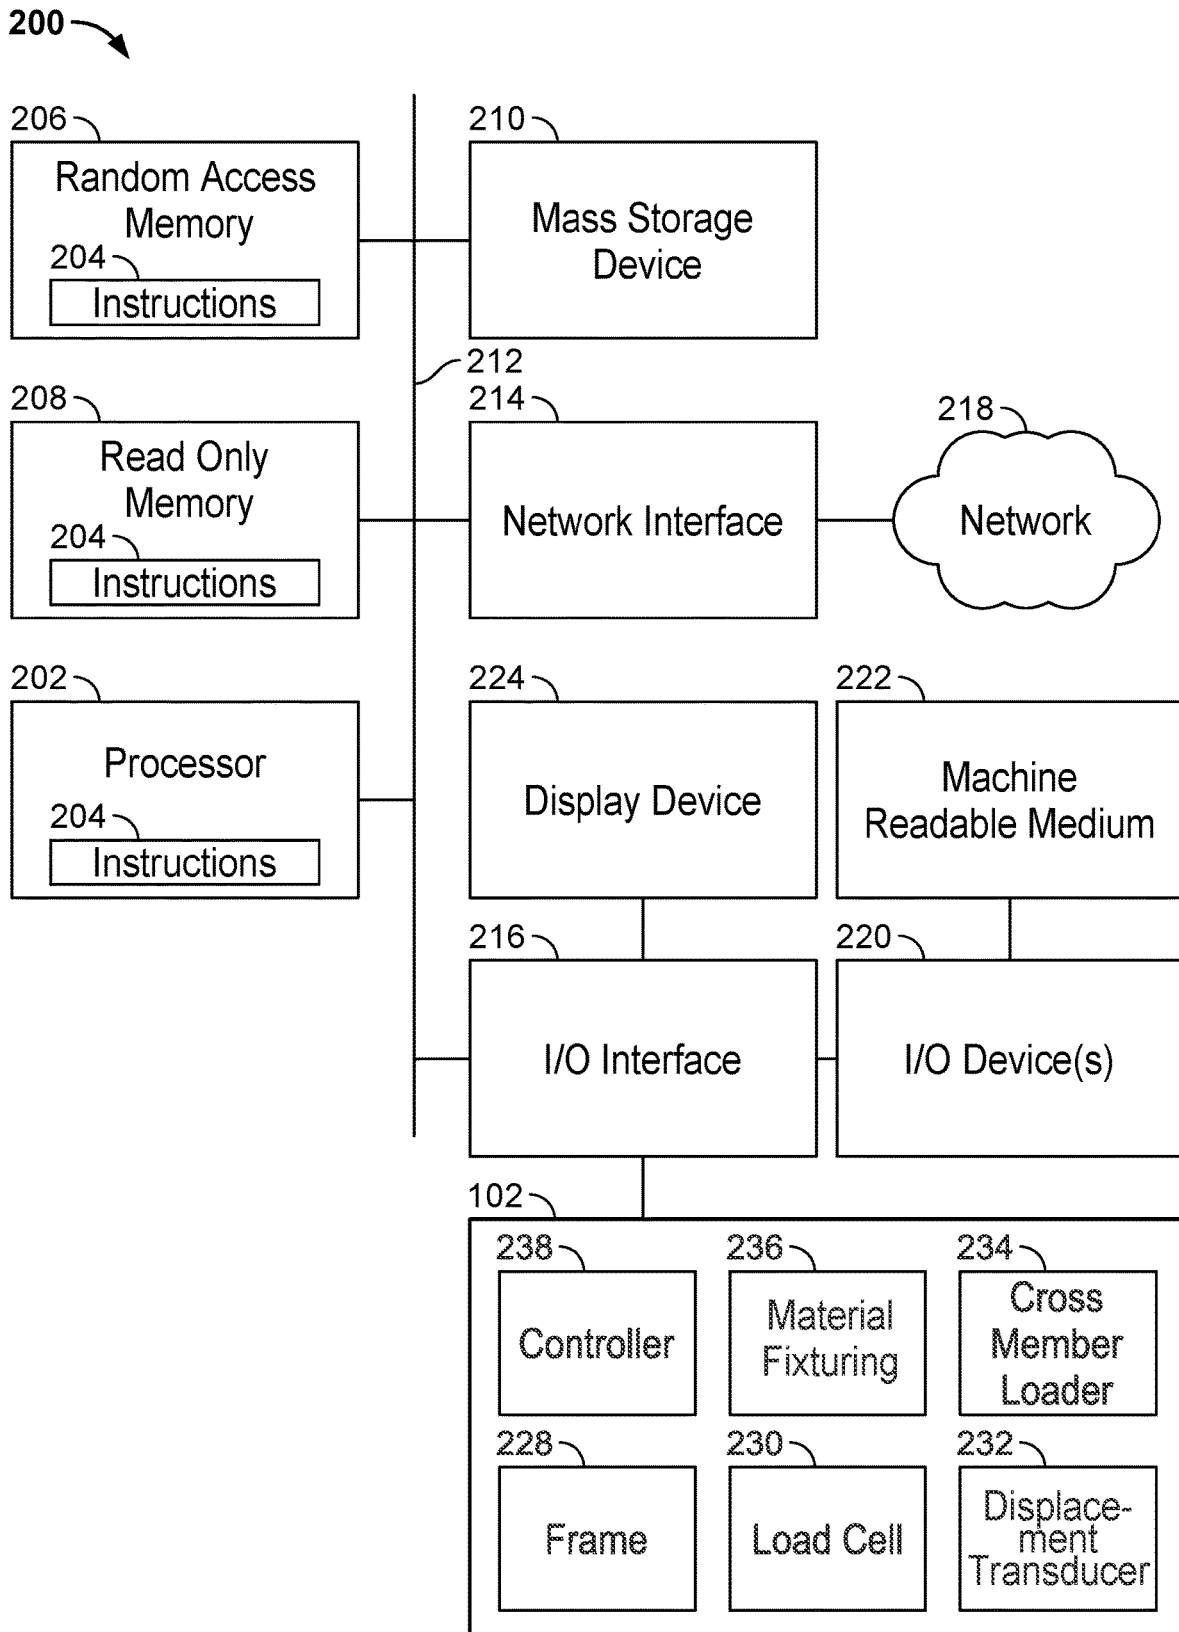 200
206
210
Random Access
Memory
204
Instructions
Mass Storage
Device
212
208
214
218
Read Only
Memory
204
Instructions
Network Interface
Network
202
224
222
Processor
204
Instructions
Display Device
Machine
Readable Medium
216
220
I/O Interface
I/O Device(s)
102
238
236
234
Controller
Material
Fixturing
Cross
Member
Loader
228
230
232
Frame
Load Cell
Displace-
ment
Transducer